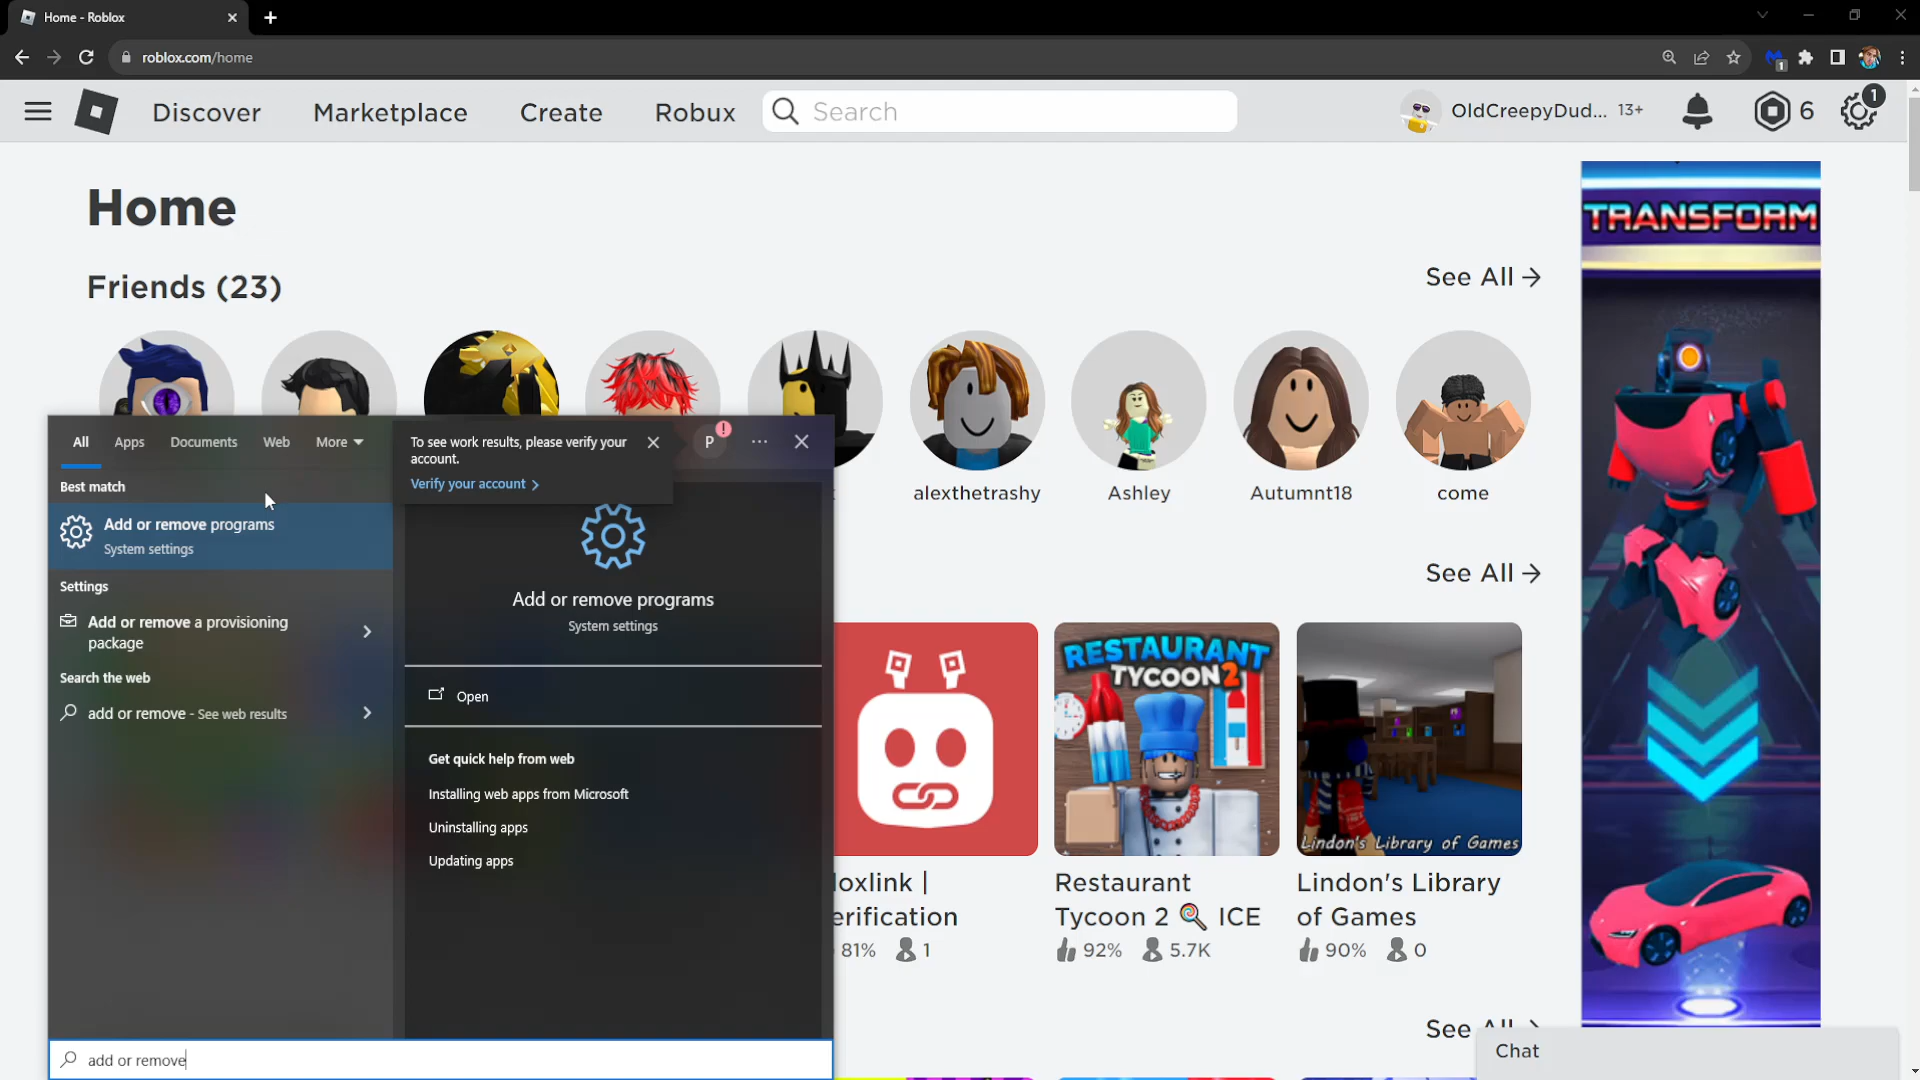 Home - Roblox
roblox.com/home
1
Discover
Marketplace
Create
Robux
Search
OldCreepyDud... 13+
6
1
Home
Friends (23)
See All →
TRANSFORM
alexthetrashy
Ashley
Autumnt18
come
All
Apps
Documents
Web
More
To see work results, please verify your
account.
Verify your account
P
!
Best match
Add or remove programs
System settings
Settings
Add or remove a provisioning
package
Search the web
add or remove - See web results
Add or remove programs
System settings
Open
Get quick help from web
Installing web apps from Microsoft
Uninstalling apps
Updating apps
See All →
RESTAURANT
TYCOON 2
Lindon's Library of Games
loxlink |
erification
81% 1
Restaurant
Tycoon 2 🍭 ICE
92% 5.7K
Lindon's Library
of Games
90% 0
See All
Chat
add or remove